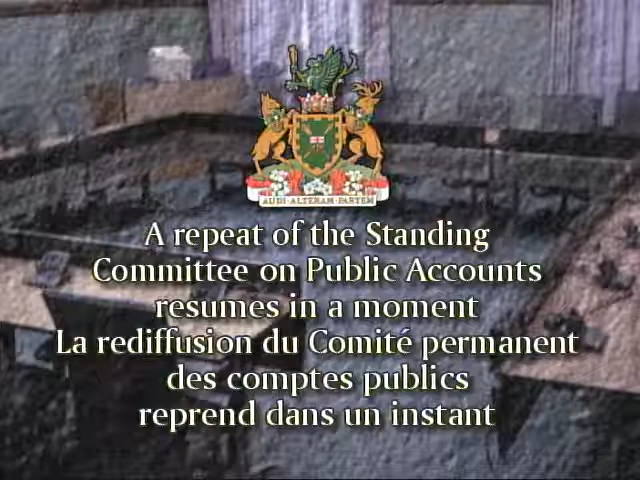 AUDI·ALTERAM·PARTEM
A repeat of the Standing
Committee on Public Accounts
resumes in a moment
La rediffusion du Comité permanent
des comptes publics
reprend dans un instant